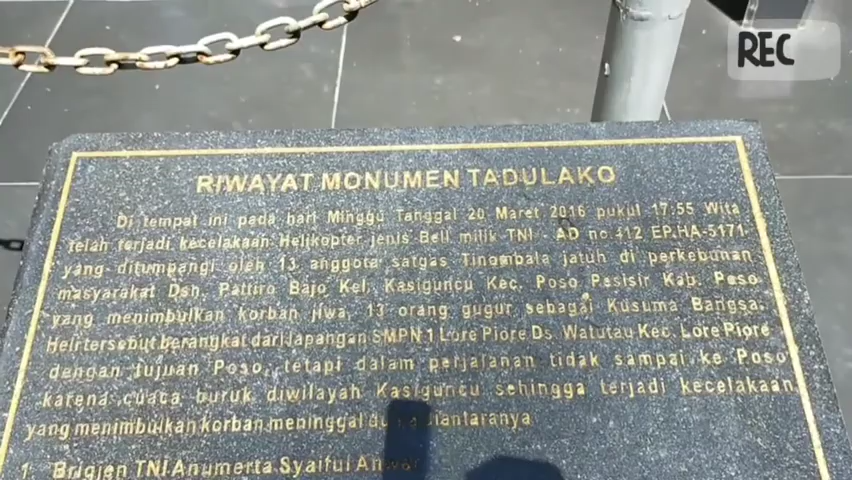 REC
RIWAYAT MONUMEN TADULAKO
Di tempat ini pada hari Minggu Tanggal 20 Maret 2016 pukul 17:55 Wita
telah terjadi kecelakaan Helikopter jenis Bell milik TNI - AD no.412 EP.HA-5171
yang ditumpangi oleh 13 anggota satgas Tinombala jatuh di perkebunan
masyarakat Dsn. Pattiro Bajo Kel. Kasiguncu Kec. Poso Pesisir Kab. Poso
yang menimbulkan korban jiwa, 13 orang gugur sebagai Kusuma Bangsa.
Heli tersebut berangkat dari lapangan SMPN 1 Lore Piore Ds. Watutau Kec. Lore Piore
dengan tujuan Poso, tetapi dalam perjalanan tidak sampai ke Poso
karena cuaca buruk diwilayah Kasiguncu sehingga terjadi kecelakaan
yang menimbulkan korban meninggal diantaranya
1. Brigjen TNI Anumerta Syaiful Anwar